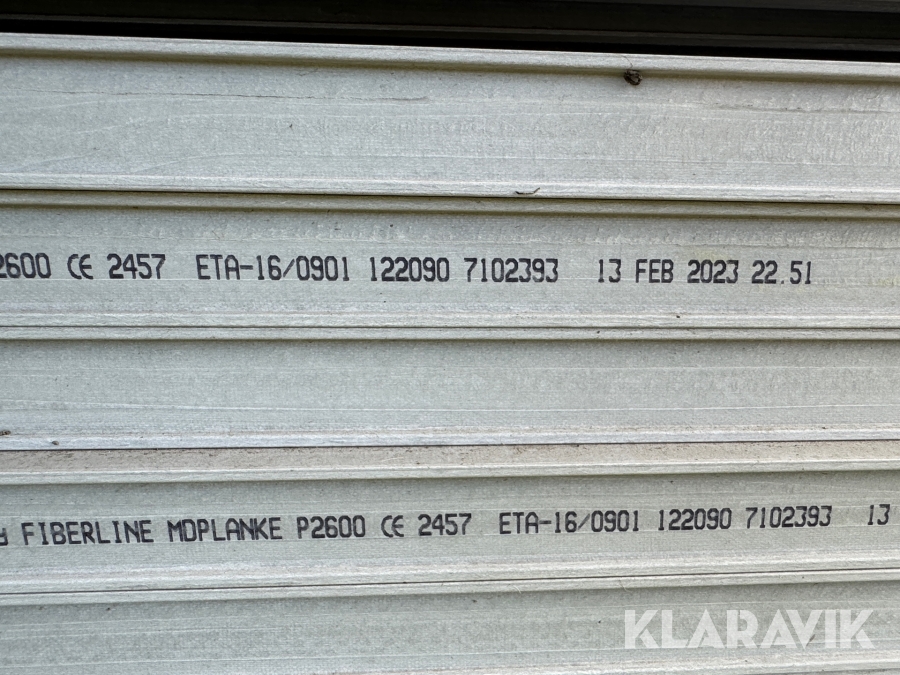 2600 CE 2457 ETA-16/0901 122090 7102393 13 FEB 2023 22.51
FIBERLINE MDPLANKE P2600 CE 2457 ETA-16/0901 122090 7102393 13
KLARAVIK